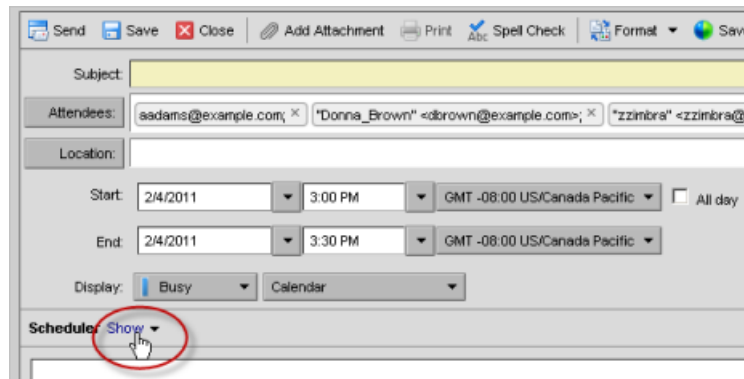 Send Save Close Add Attachment Print Abc Spell Check Format Save
Subject:
Attendees: aadams@example.com; "Donna_Brown" <dbrown@example.com>; "zzimbra" <zzimbra@
Location:
Start: 2/4/2011 3:00 PM GMT -08:00 US/Canada Pacific All day
End: 2/4/2011 3:30 PM GMT -08:00 US/Canada Pacific
Display: Busy Calendar
Scheduler Show